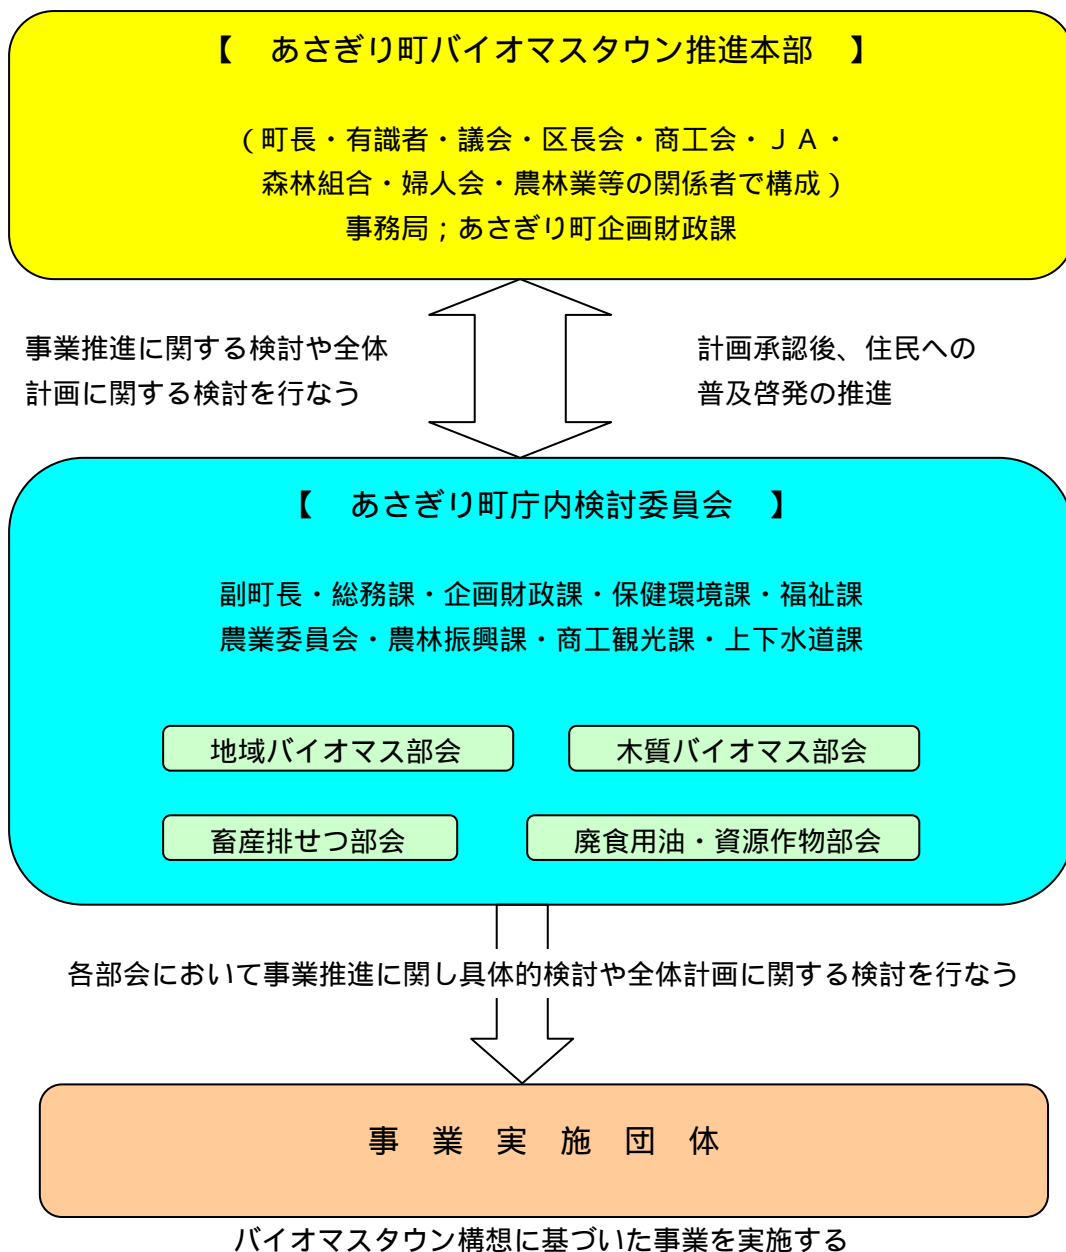 【　あさぎり町バイオマスタウン推進本部　】
（町長・有識者・議会・区長会・商工会・ＪＡ・
森林組合・婦人会・農林業等の関係者で構成）
事務局；あさぎり町企画財政課
事業推進に関する検討や全体
計画に関する検討を行なう
計画承認後、住民への
普及啓発の推進
【　あさぎり町庁内検討委員会　】
副町長・総務課・企画財政課・保健環境課・福祉課
農業委員会・農林振興課・商工観光課・上下水道課
地域バイオマス部会
木質バイオマス部会
畜産排せつ部会
廃食用油・資源作物部会
各部会において事業推進に関し具体的検討や全体計画に関する検討を行なう
事　業　実　施　団　体
バイオマスタウン構想に基づいた事業を実施する